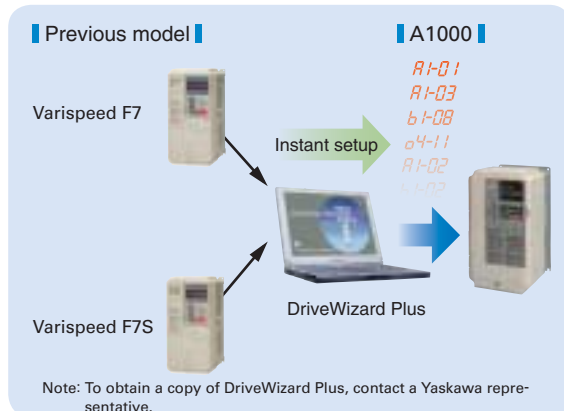 Previous model
A1000
A1-01
A1-03
b1-08
o4-11
A1-02
Varispeed F7
Instant setup
DriveWizard Plus
Varispeed F7S
Note: To obtain a copy of DriveWizard Plus, contact a Yaskawa repre-
sentative.